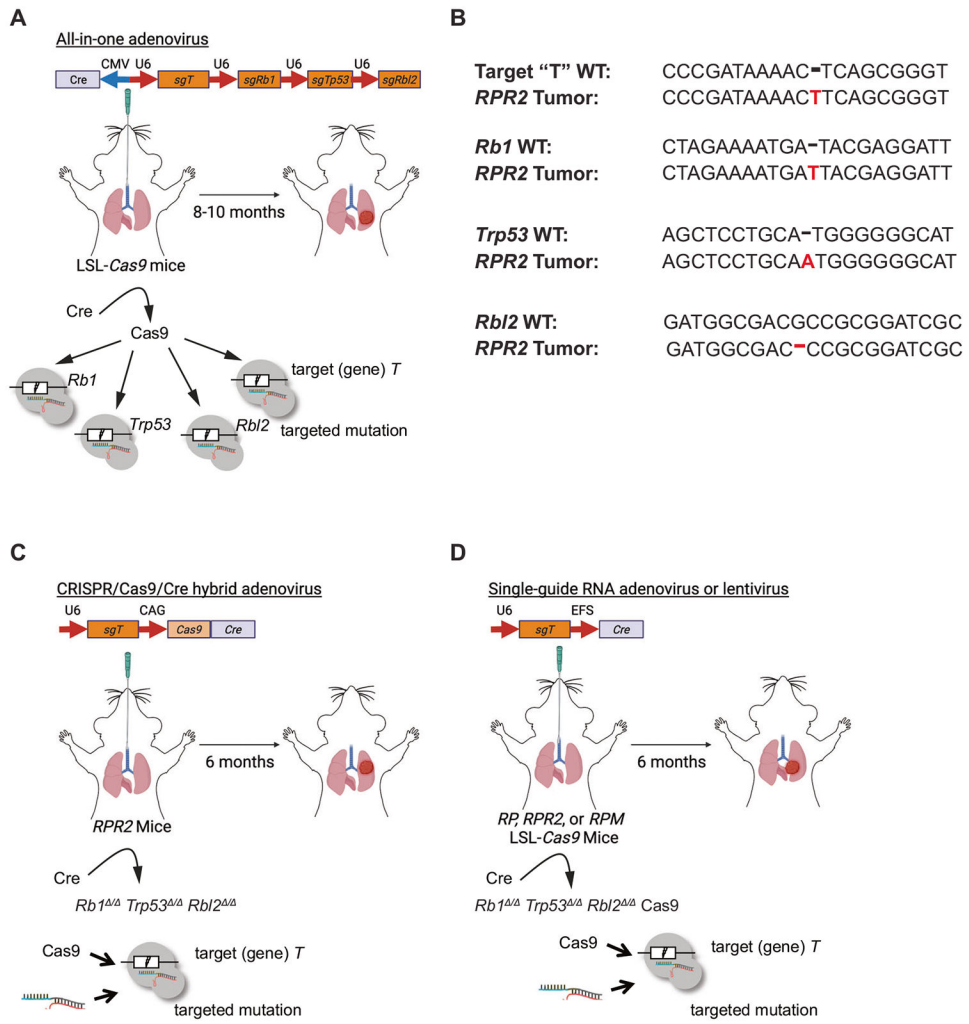 A
All-in-one adenovirus
CMV U6 U6 U6 U6
Cre sgT sgRb1 sgTp53 sgRbl2
8-10 months
LSL-Cas9 mice
Cre
Cas9
Rb1
Trp53
Rbl2
target (gene) T
targeted mutation
B
Target “T” WT: CCCGATAAAAC-TCAGCGGGT
RPR2 Tumor: CCCGATAAAACTTCAGCGGGT
Rb1 WT: CTAGAAAATGA-TACGAGGATT
RPR2 Tumor: CTAGAAAATGATTACGAGGATT
Trp53 WT: AGCTCCTGCA-TGGGGGGCAT
RPR2 Tumor: AGCTCCTGCAATGGGGGGCAT
Rbl2 WT: GATGGCGACGCCGCGGATCGC
RPR2 Tumor: GATGGCGAC-CCGCGGATCGC
C
CRISPR/Cas9/Cre hybrid adenovirus
U6 CAG
sgT Cas9 Cre
6 months
RPR2 Mice
Cre
Rb1Δ/Δ Trp53Δ/Δ Rbl2Δ/Δ
Cas9
target (gene) T
targeted mutation
D
Single-guide RNA adenovirus or lentivirus
U6 EFS
sgT Cre
6 months
RP, RPR2, or RPM
LSL-Cas9 Mice
Cre
Rb1Δ/Δ Trp53Δ/Δ Rbl2Δ/Δ Cas9
Cas9
target (gene) T
targeted mutation